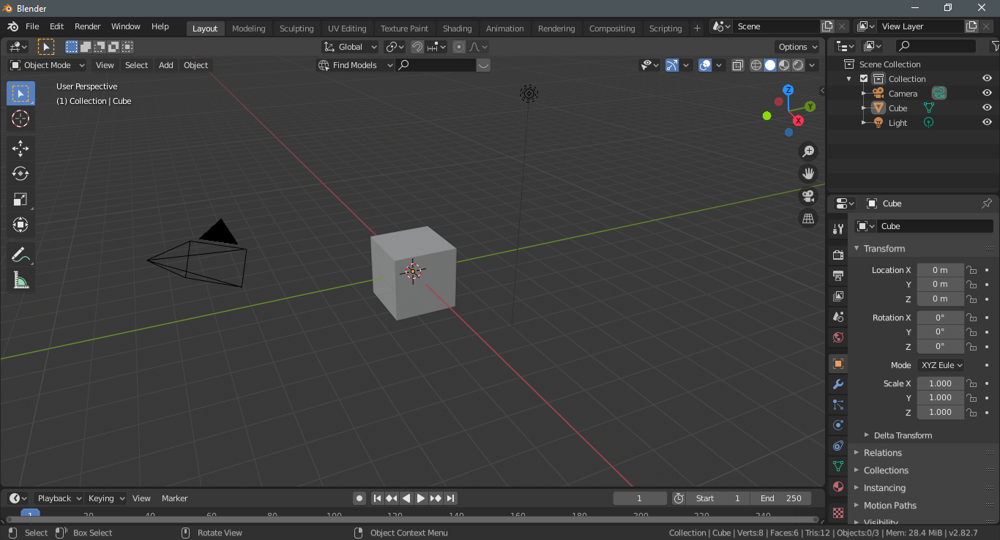 Blender
File Edit Render Window Help Layout Modeling Sculpting UV Editing Texture Paint Shading Animation Rendering Compositing Scripting + Scene View Layer
Global Options
Object Mode View Select Add Object Find Models
User Perspective
(1) Collection | Cube
Z
Y
X
Scene Collection
Collection
Camera
Cube
Light
Cube
Cube
Transform
Location X 0 m
Y 0 m
Z 0 m
Rotation X 0°
Y 0°
Z 0°
Mode XYZ Eule
Scale X 1.000
Y 1.000
Z 1.000
Delta Transform
Relations
Collections
Instancing
Motion Paths
Visibility
Playback Keying View Marker 1 Start 1 End 250
1 20 40 60 80 100 120 140 160 180 200 220 240
Select Box Select Rotate View Object Context Menu Collection | Cube | Verts:8 | Faces:6 | Tris:12 | Objects:0/3 | Mem: 28.4 MiB | v2.82.7